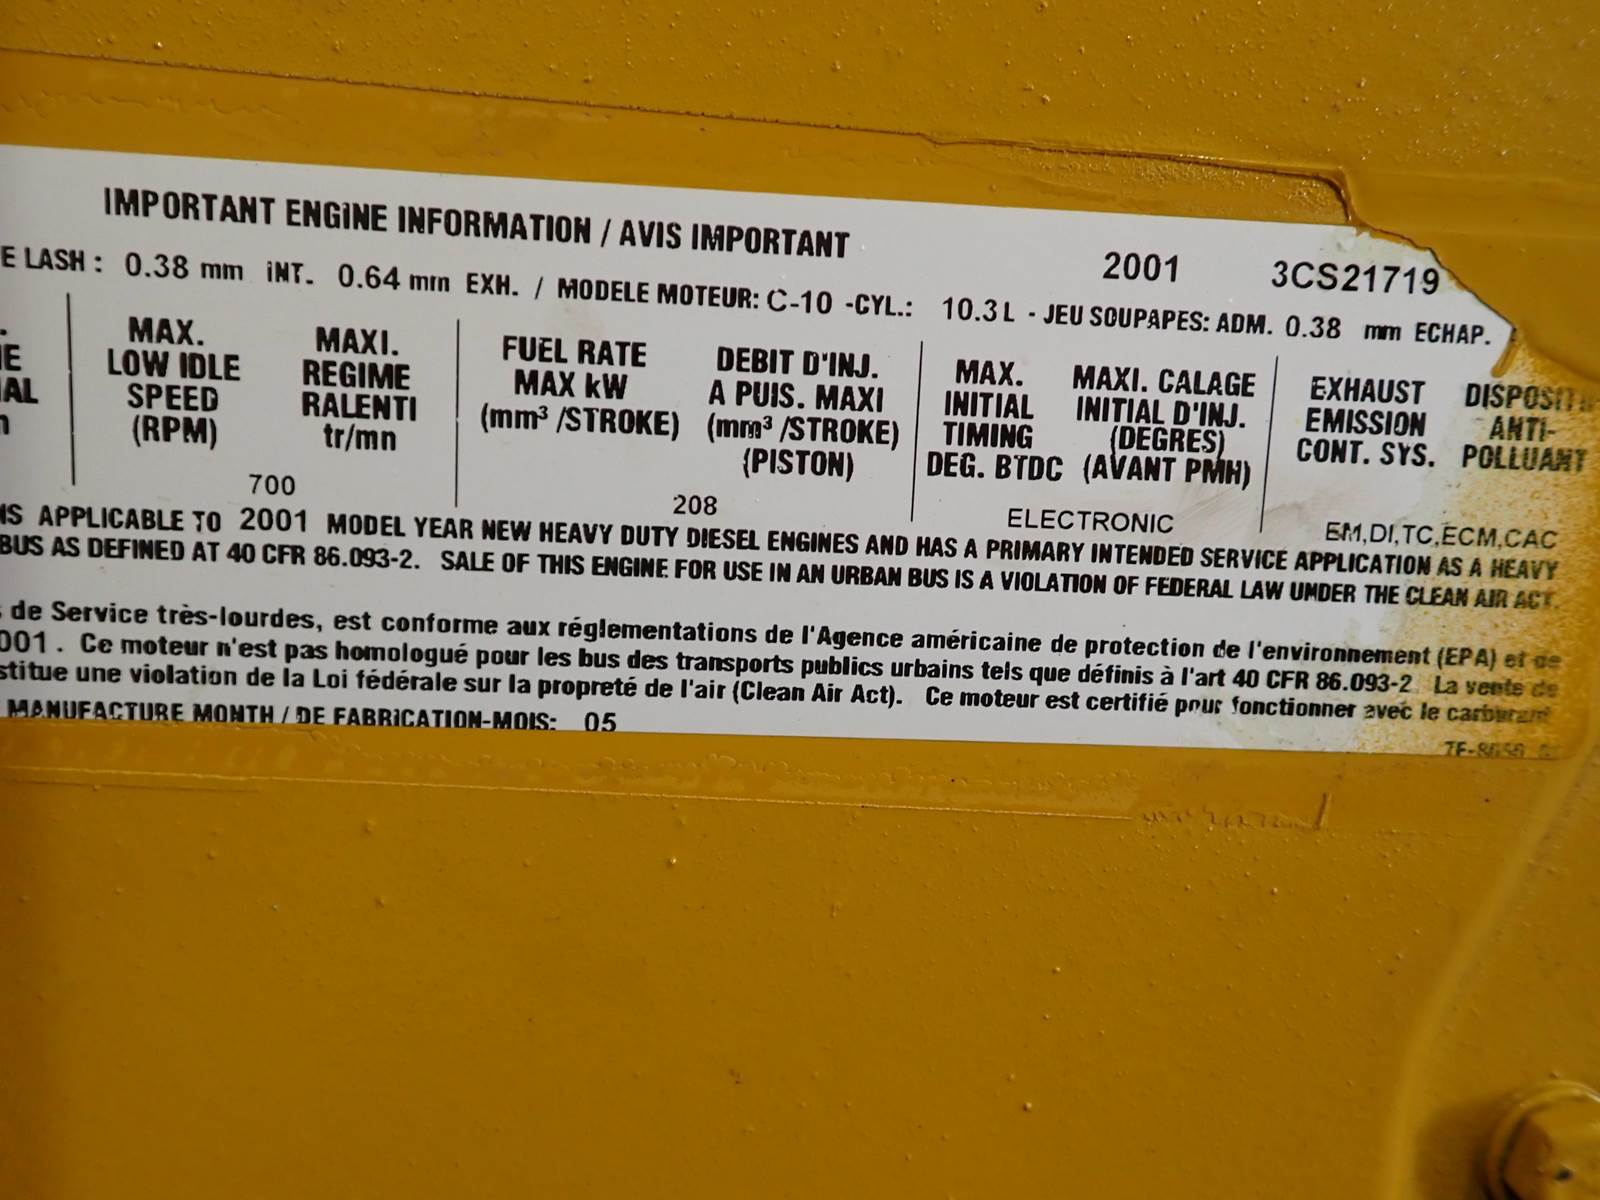 IMPORTANT ENGINE INFORMATION / AVIS IMPORTANT
2001 3CS21719
E LASH : 0.38 mm INT. 0.64 mm EXH. / MODELE MOTEUR: C-10 -CYL.: 10.3 L - JEU SOUPAPES: ADM. 0.38 mm ECHAP.
MAX. LOW IDLE SPEED (RPM)
MAXI. REGIME RALENTI tr/mn
700
FUEL RATE MAX kW (mm³ /STROKE)
DEBIT D'INJ. A PUIS. MAXI (mm³ /STROKE) (PISTON)
208
MAX. INITIAL TIMING DEG. BTDC
MAXI. CALAGE INITIAL D'INJ. (DEGRES) (AVANT PMH)
ELECTRONIC
EXHAUST EMISSION CONT. SYS.
DISPOSITIF ANTI- POLLUANT
EM,DI,TC,ECM,CAC
NS APPLICABLE TO 2001 MODEL YEAR NEW HEAVY DUTY DIESEL ENGINES AND HAS A PRIMARY INTENDED SERVICE APPLICATION AS A HEAVY
BUS AS DEFINED AT 40 CFR 86.093-2. SALE OF THIS ENGINE FOR USE IN AN URBAN BUS IS A VIOLATION OF FEDERAL LAW UNDER THE CLEAN AIR ACT.
de Service très-lourdes, est conforme aux réglementations de l'Agence américaine de protection de l'environnement (EPA) et de
001 . Ce moteur n'est pas homologué pour les bus des transports publics urbains tels que définis à l'art 40 CFR 86.093-2 La vente de
stitue une violation de la Loi fédérale sur la propreté de l'air (Clean Air Act). Ce moteur est certifié pour fonctionner avec le carburant
MANUFACTURE MONTH / DE FABRICATION-MOIS: 05